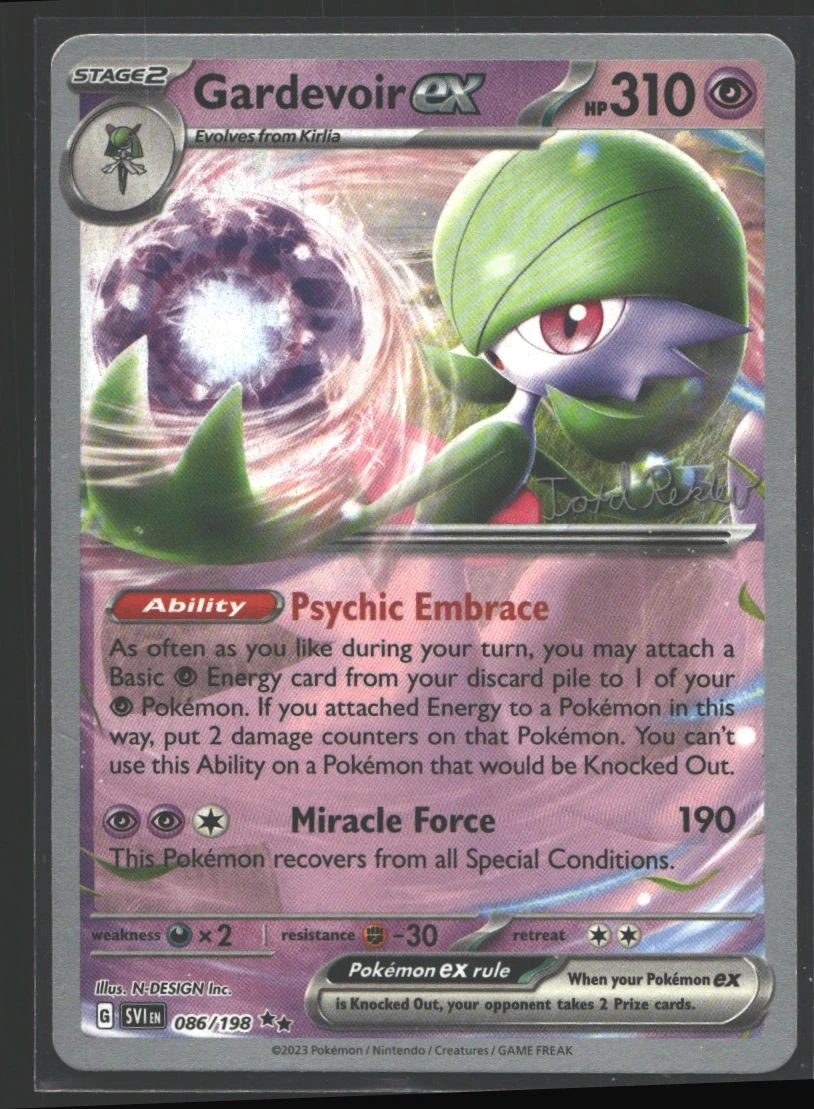 STAGE2
Gardevoir ex
HP 310
Evolves from Kirlia
Tord Reklev
Ability
Psychic Embrace
As often as you like during your turn, you may attach a
Basic Energy card from your discard pile to 1 of your
Pokémon. If you attached Energy to a Pokémon in this
way, put 2 damage counters on that Pokémon. You can't
use this Ability on a Pokémon that would be Knocked Out.
Miracle Force 190
This Pokémon recovers from all Special Conditions.
weakness ×2 resistance -30 retreat
Pokémon ex rule
When your Pokémon ex
is Knocked Out, your opponent takes 2 Prize cards.
Illus. N-DESIGN Inc.
G SVI EN 086/198
©2023 Pokémon / Nintendo / Creatures / GAME FREAK